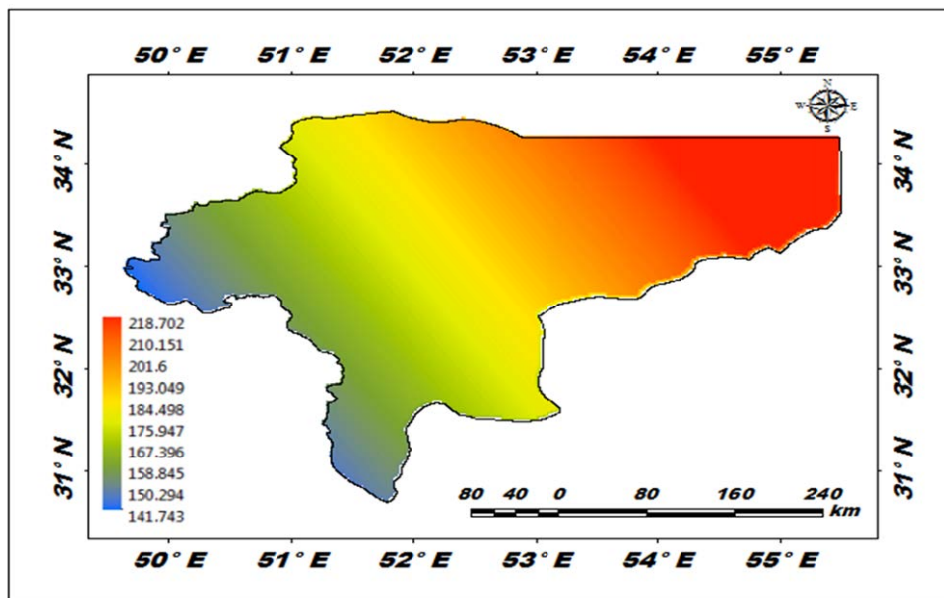 50° E 51° E 52° E 53° E 54° E 55° E
N
W E
S
34° N 34° N
33° N 33° N
32° N 32° N
31° N 31° N
218.702
210.151
201.6
193.049
184.498
175.947
167.396
158.845
150.294
141.743
80 40 0 80 160 240
km
50° E 51° E 52° E 53° E 54° E 55° E